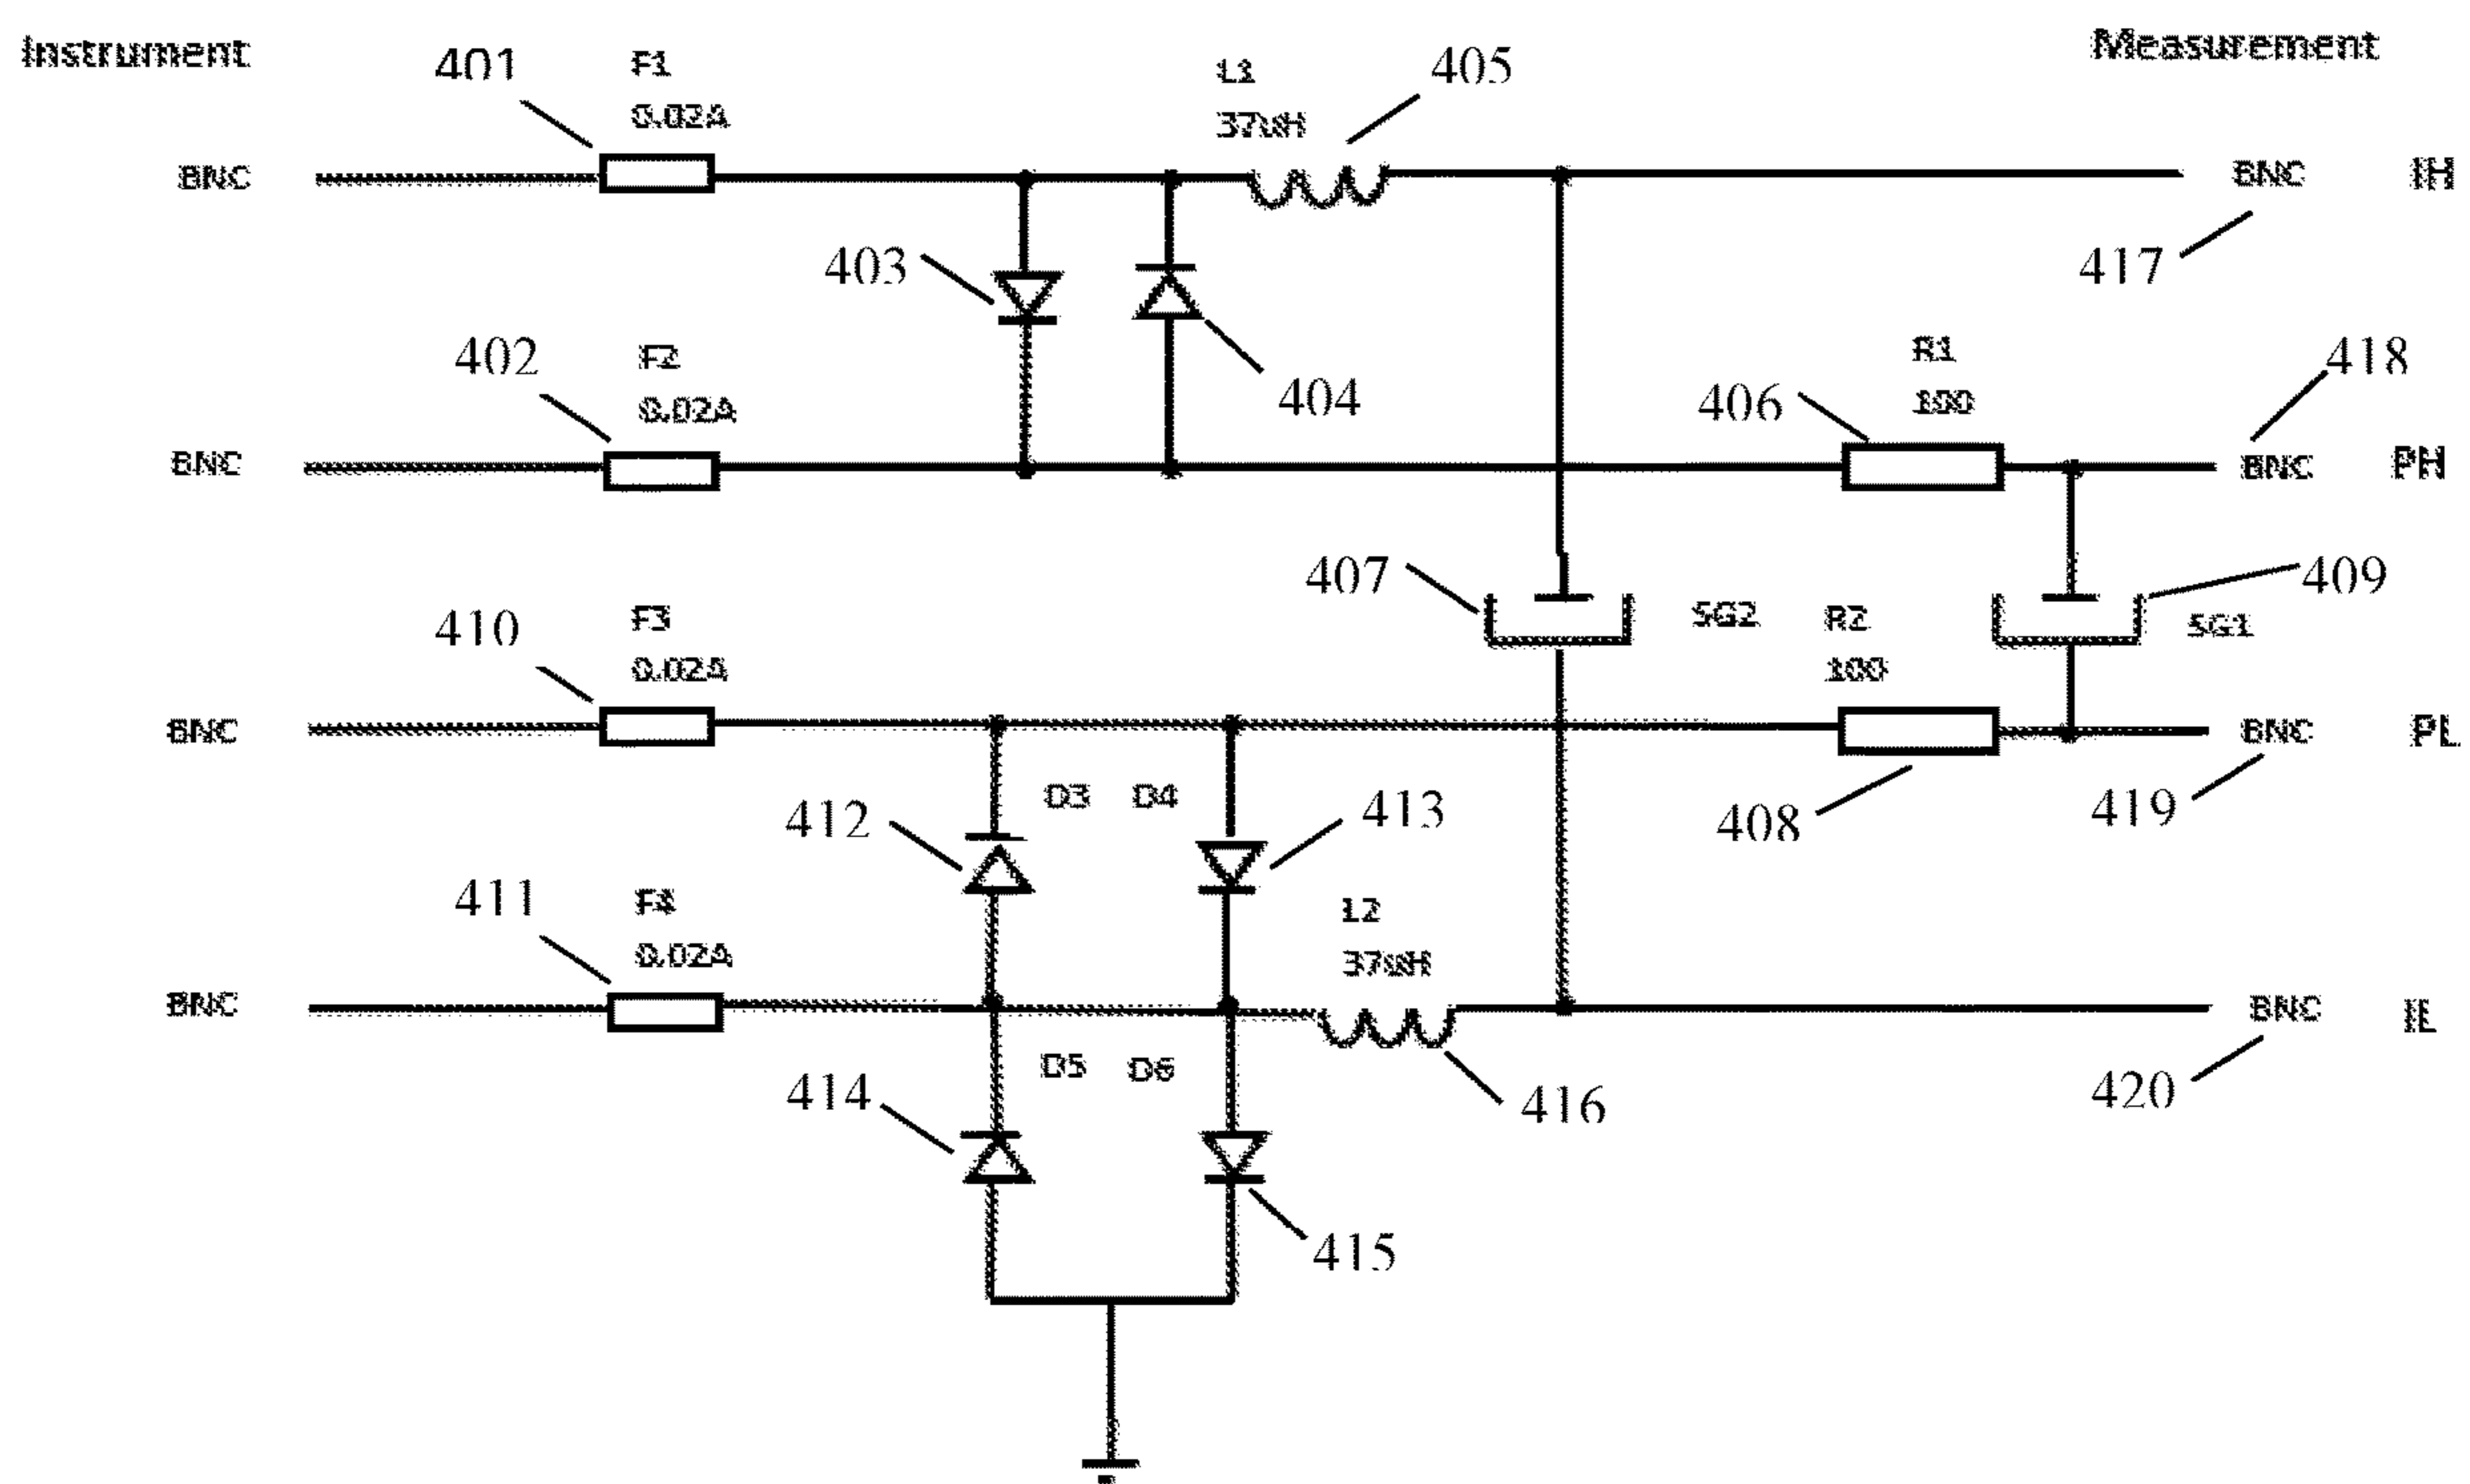 Instrument
Measurement
401
F1
0.02A
L1
37uH
405
BNC
BNC
IH
403
417
402
F2
0.02A
404
R1
100
406
418
BNC
BNC
PH
407
409
410
F3
0.02A
SG2
R2
100
SG1
BNC
BNC
PL
412
D3
D4
413
408
419
411
F4
0.02A
L2
37uH
BNC
BNC
IL
414
D5
D6
416
420
415